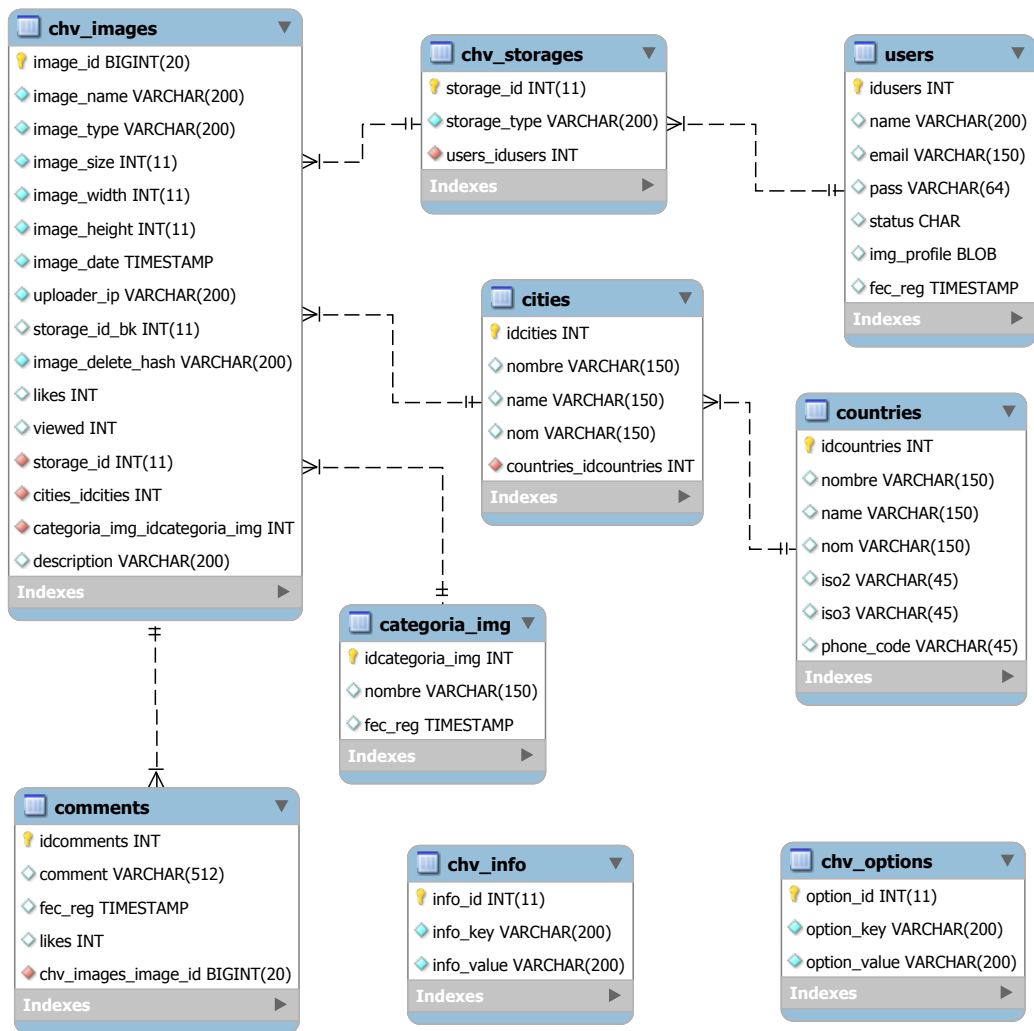 chv_images
image_id BIGINT(20)
image_name VARCHAR(200)
image_type VARCHAR(200)
image_size INT(11)
image_width INT(11)
image_height INT(11)
image_date TIMESTAMP
uploader_ip VARCHAR(200)
storage_id_bk INT(11)
image_delete_hash VARCHAR(200)
likes INT
viewed INT
storage_id INT(11)
cities_idcities INT
categoria_img_idcategoria_img INT
description VARCHAR(200)
Indexes
chv_storages
storage_id INT(11)
storage_type VARCHAR(200)
users_idusers INT
Indexes
users
idusers INT
name VARCHAR(200)
email VARCHAR(150)
pass VARCHAR(64)
status CHAR
img_profile BLOB
fec_reg TIMESTAMP
Indexes
cities
idcities INT
nombre VARCHAR(150)
name VARCHAR(150)
nom VARCHAR(150)
countries_idcountries INT
Indexes
countries
idcountries INT
nombre VARCHAR(150)
name VARCHAR(150)
nom VARCHAR(150)
iso2 VARCHAR(45)
iso3 VARCHAR(45)
phone_code VARCHAR(45)
Indexes
categoria_img
idcategoria_img INT
nombre VARCHAR(150)
fec_reg TIMESTAMP
Indexes
comments
idcomments INT
comment VARCHAR(512)
fec_reg TIMESTAMP
likes INT
chv_images_image_id BIGINT(20)
Indexes
chv_info
info_id INT(11)
info_key VARCHAR(200)
info_value VARCHAR(200)
Indexes
chv_options
option_id INT(11)
option_key VARCHAR(200)
option_value VARCHAR(200)
Indexes